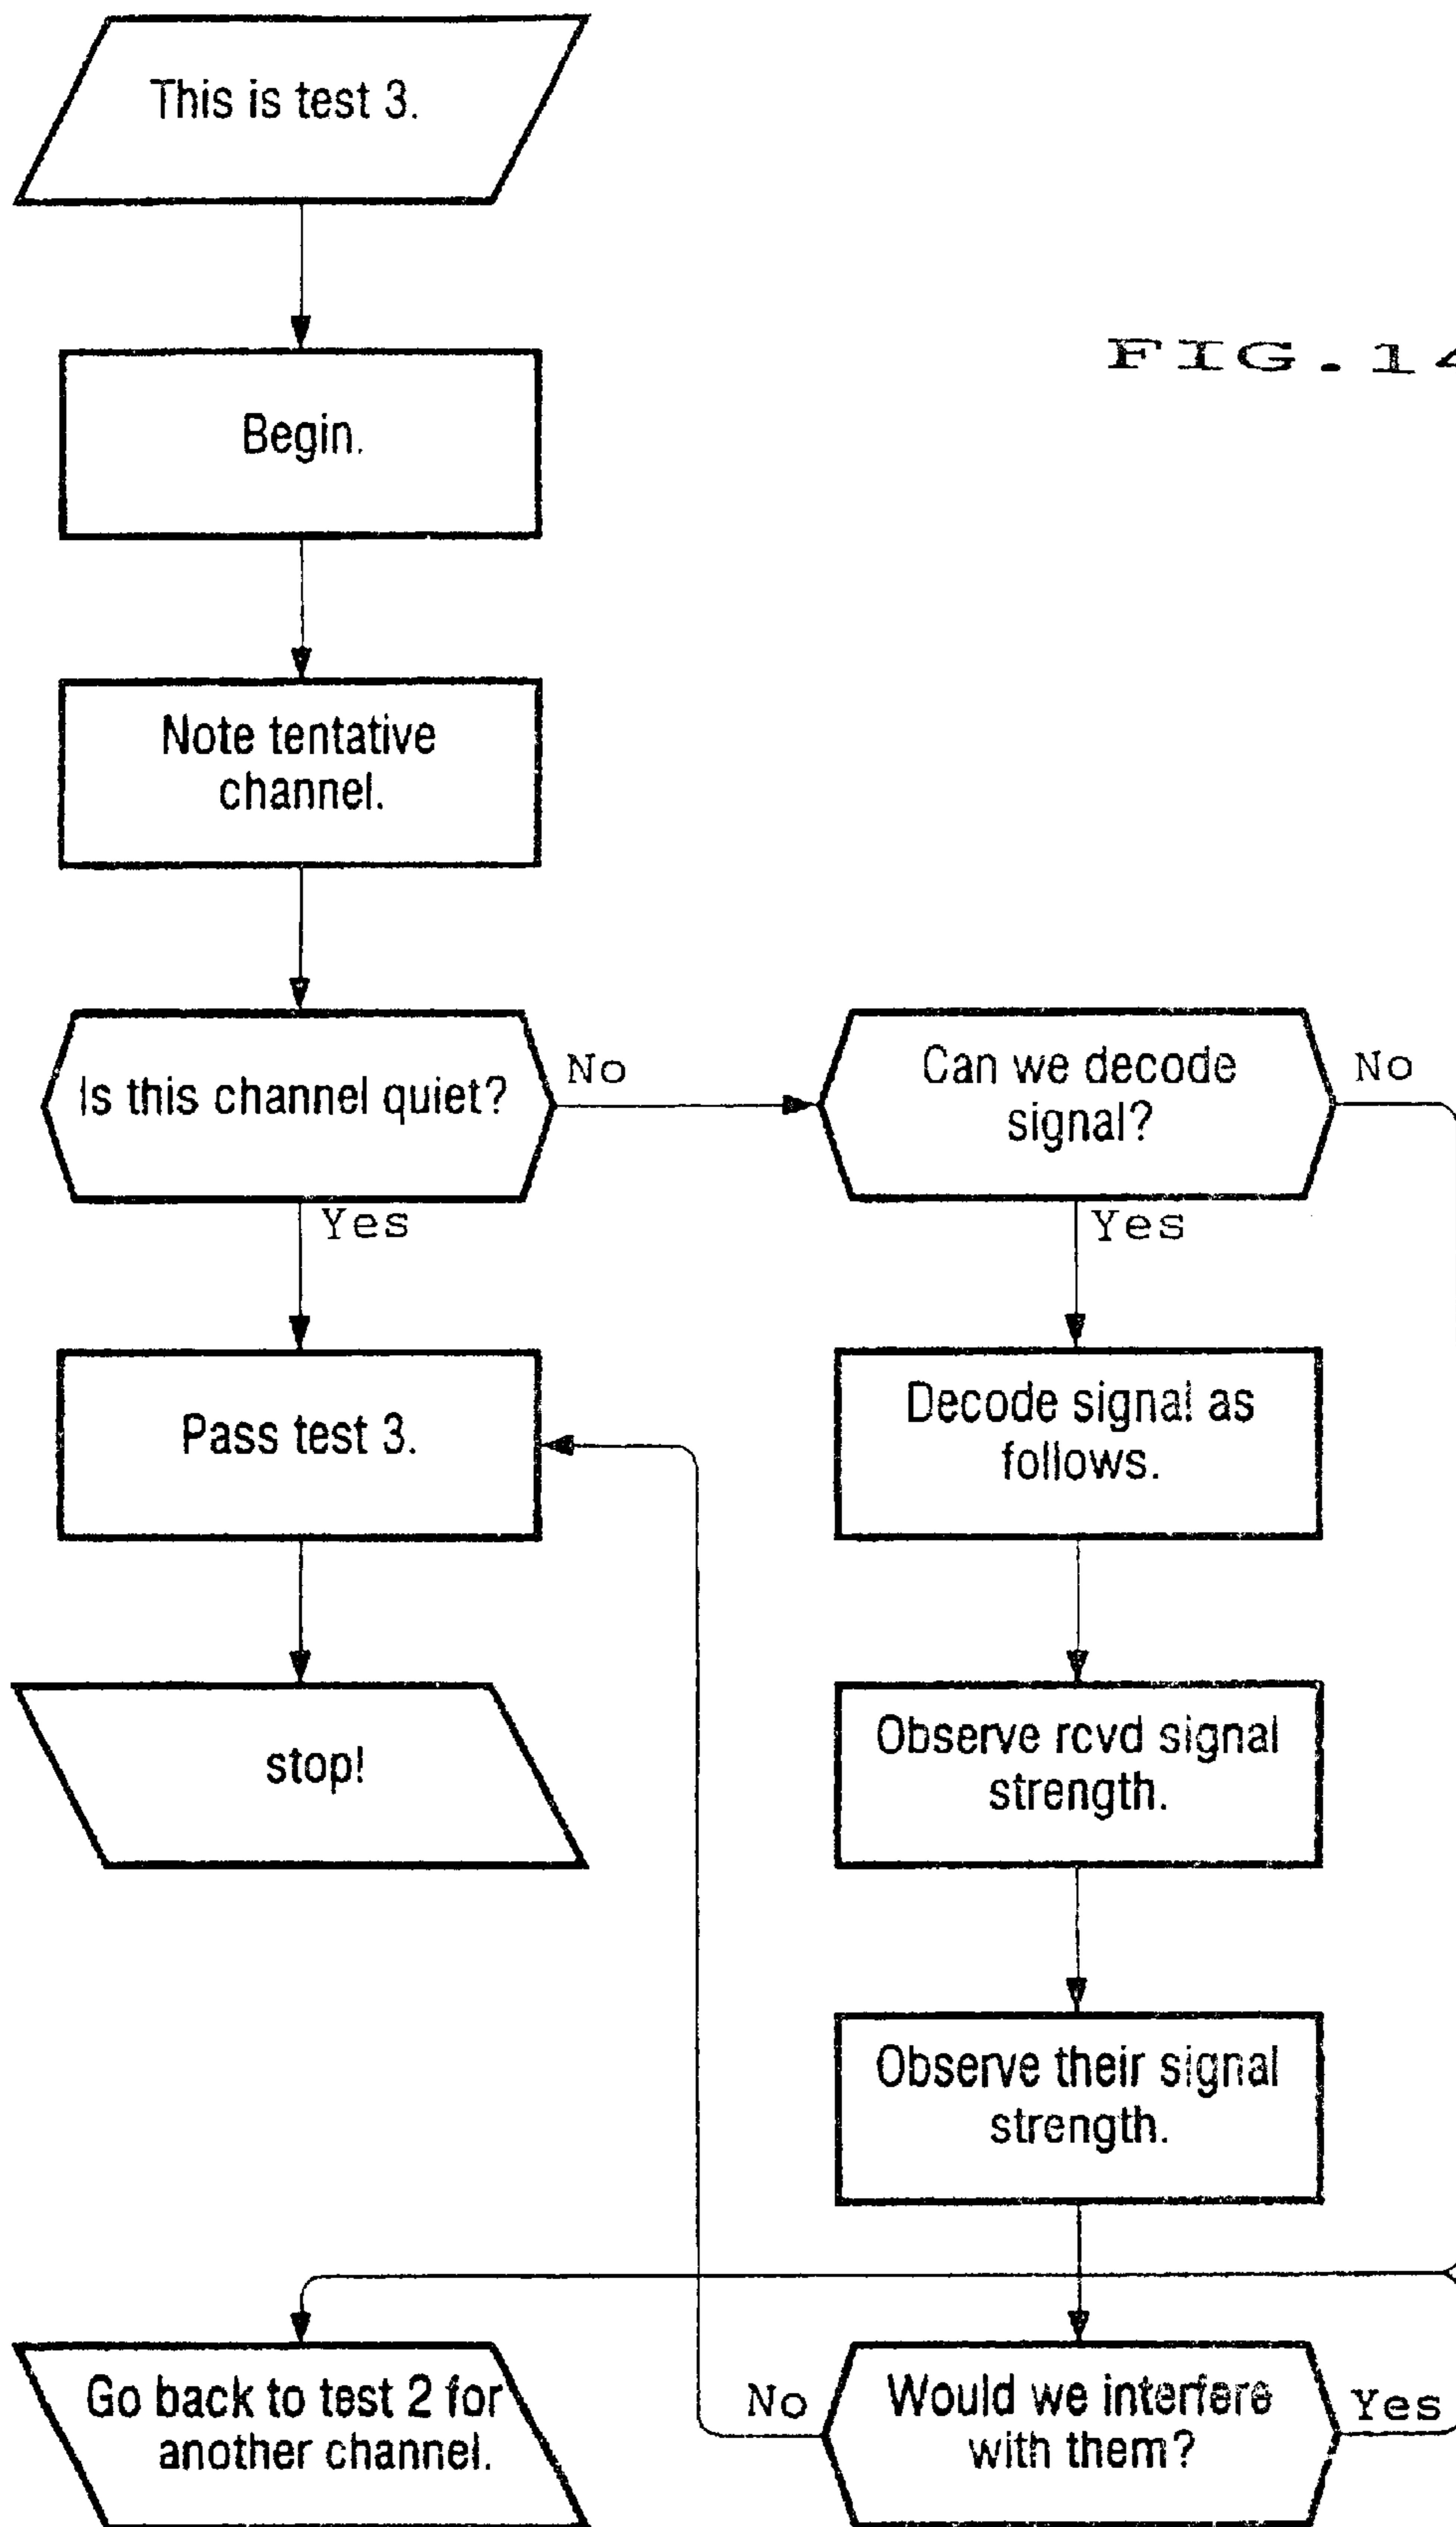 This is test 3.
FIG.14
Begin.
Note tentative
channel.
Is this channel quiet?
No
Can we decode
signal?
No
Yes
Yes
Pass test 3.
Decode signal as
follows.
stop!
Observe rcvd signal
strength.
Observe their signal
strength.
Go back to test 2 for
another channel.
No
Would we interfere
with them?
Yes